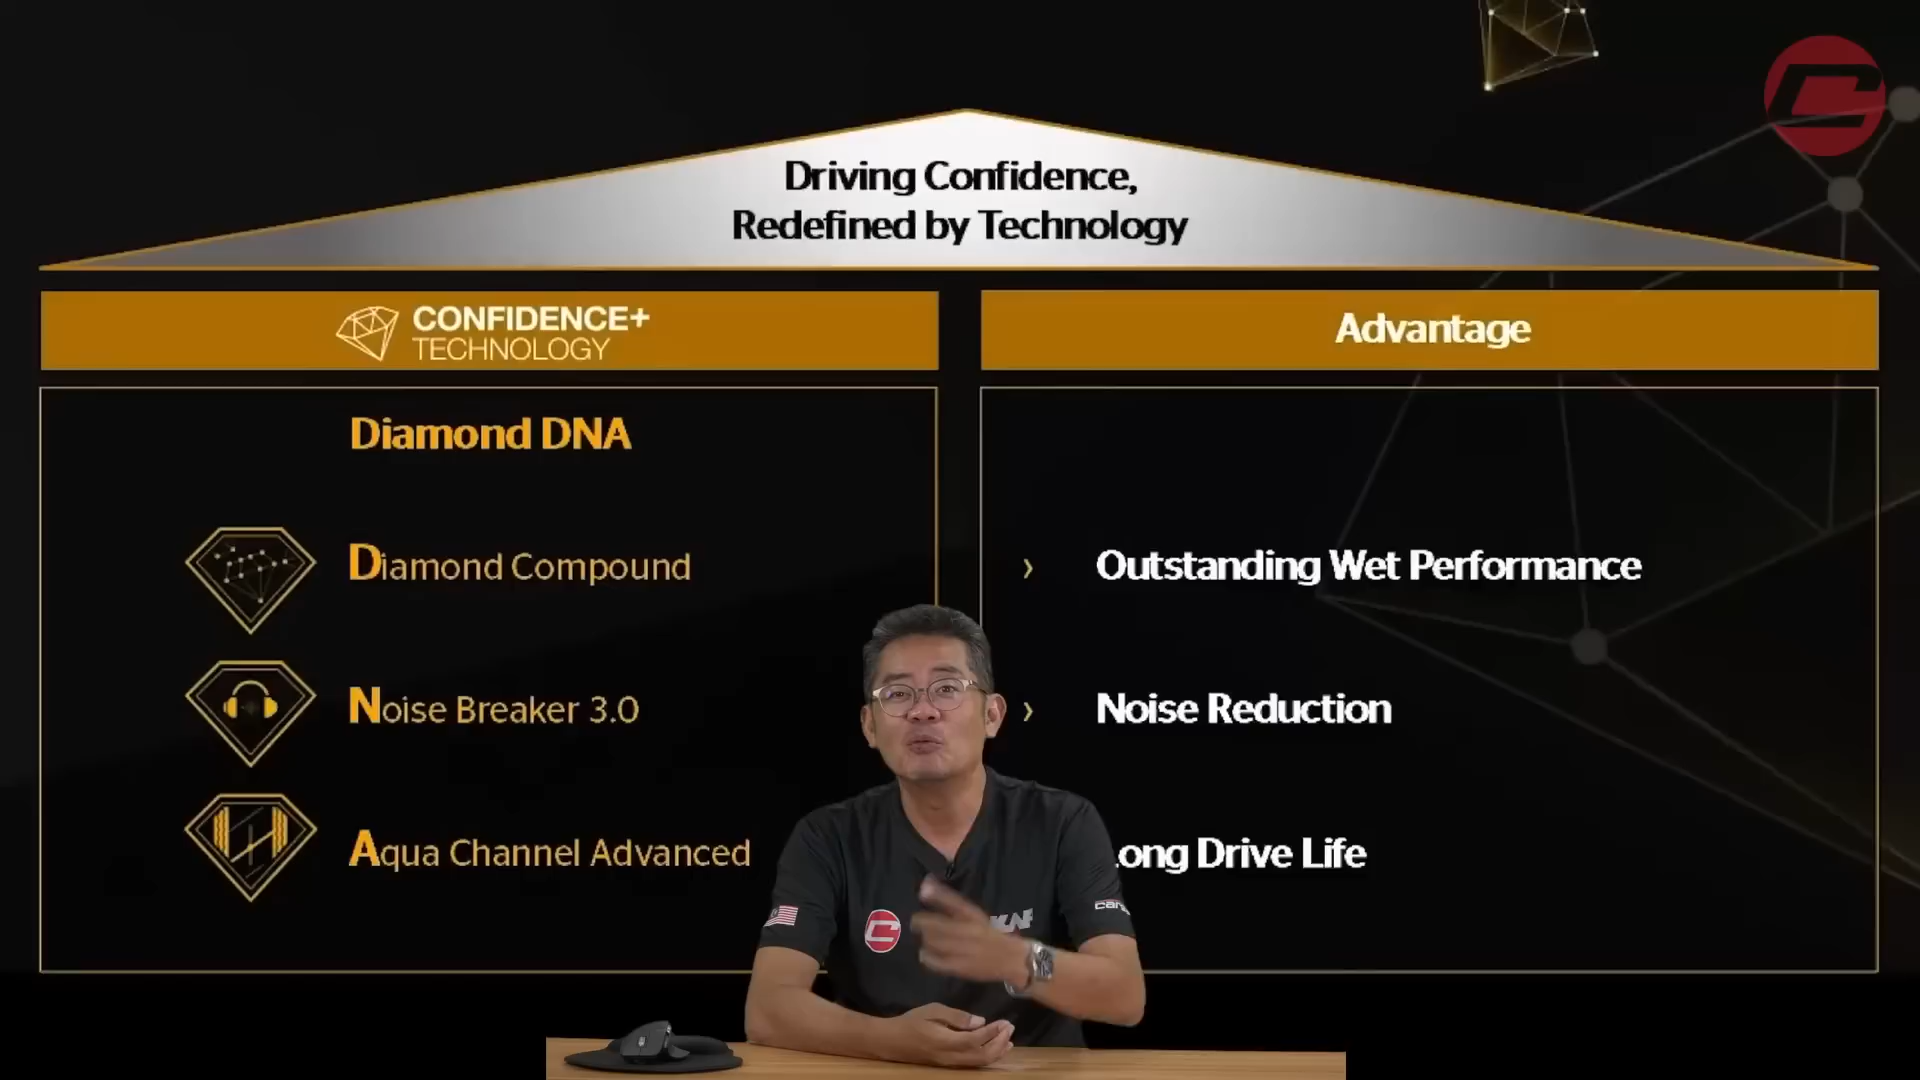 Driving Confidence,
Redefined by Technology
CONFIDENCE+
TECHNOLOGY
Advantage
Diamond DNA
Diamond Compound
› Outstanding Wet Performance
Noise Breaker 3.0
› Noise Reduction
Aqua Channel Advanced
Drive Life